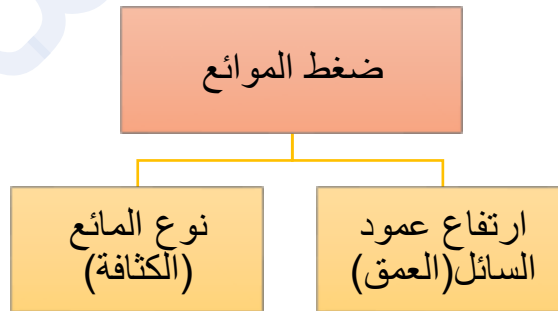 ضغط الموائع
ارتفاع عمود
السائل(العمق)
نوع المائع
(الكثافة)